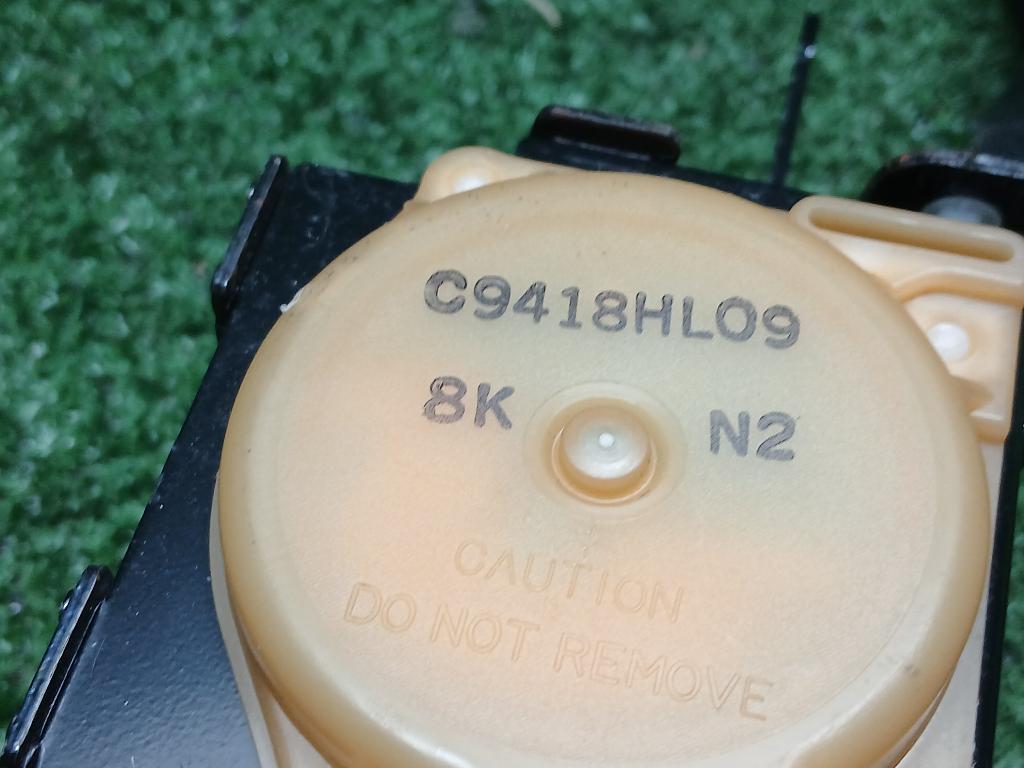 C9418HL09
8K N2
CAUTION
DO NOT REMOVE